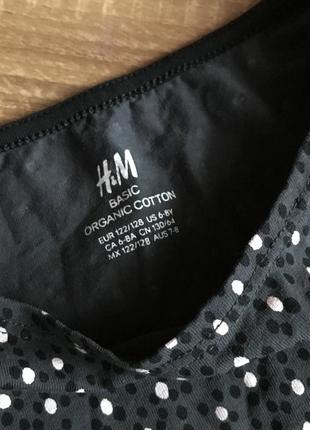 H&M
BASIC
ORGANIC COTTON
EUR 122/128 US 6-8Y
CA 6-8A CN 130/64
MX 122/128 AUS 7-8